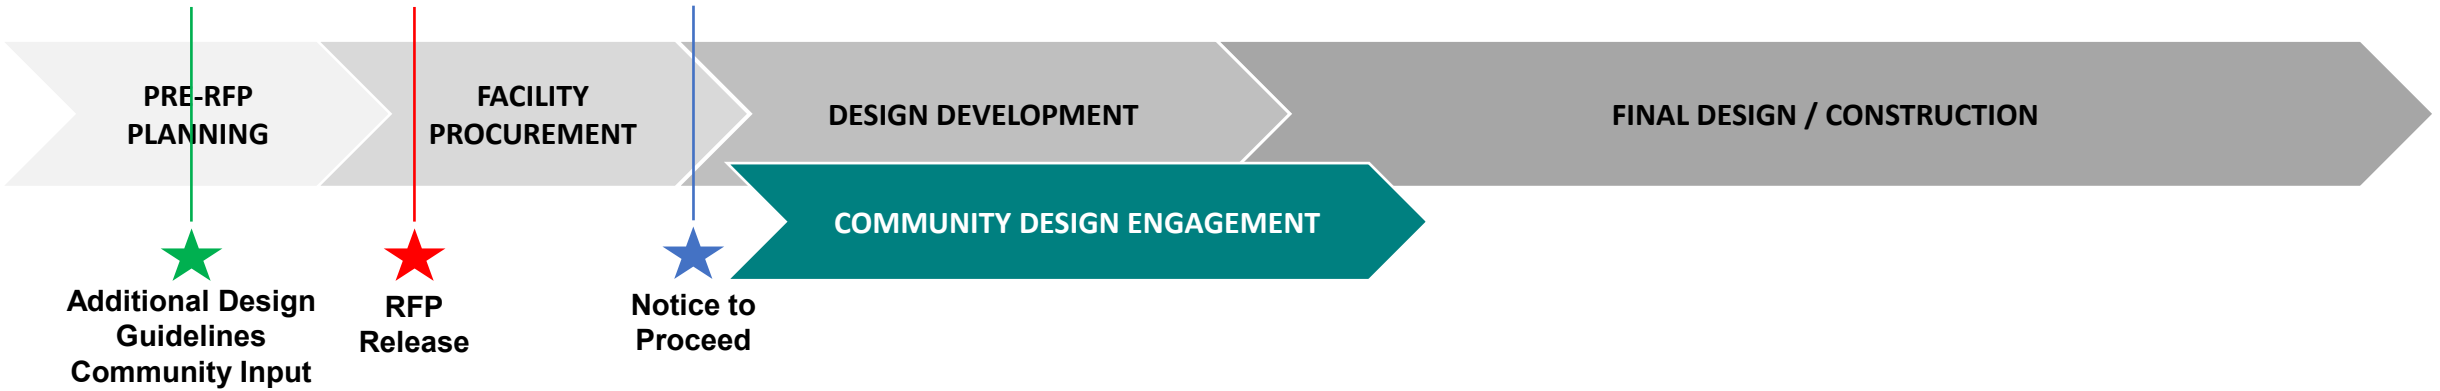 PRE-RFP
PLANNING
FACILITY
PROCUREMENT
DESIGN DEVELOPMENT
FINAL DESIGN / CONSTRUCTION
COMMUNITY DESIGN ENGAGEMENT
Additional Design
Guidelines
Community Input
RFP
Release
Notice to
Proceed